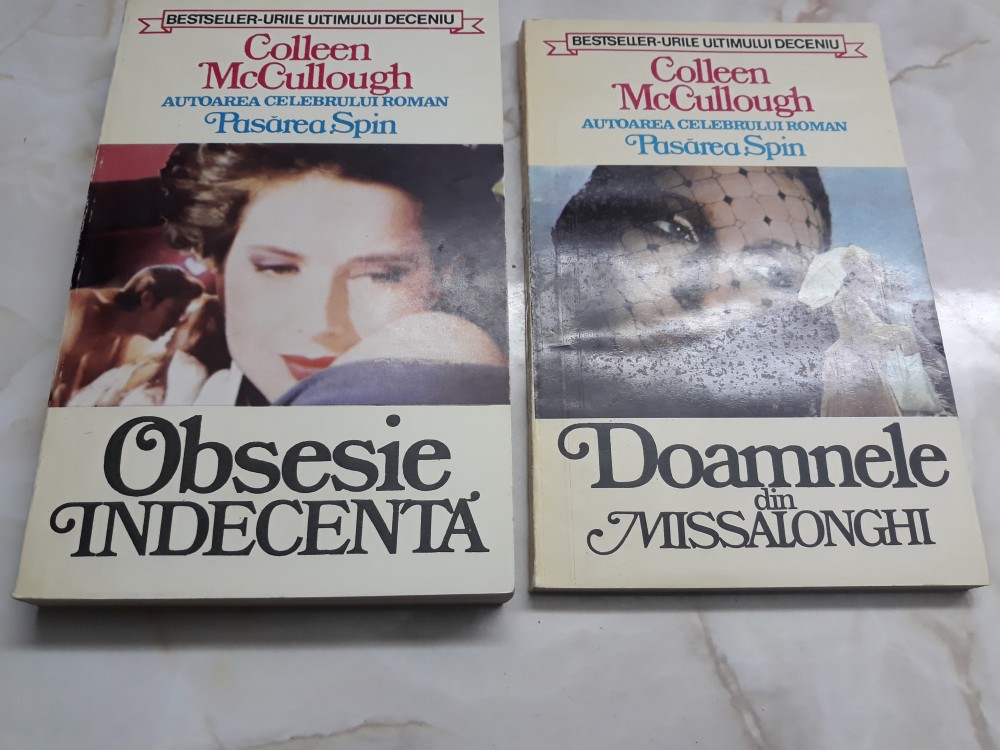 BESTSELLER-URILE ULTIMULUI DECENIU
Colleen
McCullough
AUTOAREA CELEBRULUI ROMAN
Pasărea Spin
Obsesie
INDECENTĂ
BESTSELLER-URILE ULTIMULUI DECENIU
Colleen
McCullough
AUTOAREA CELEBRULUI ROMAN
Pasărea Spin
Doamnele
din
MISSALONGHI